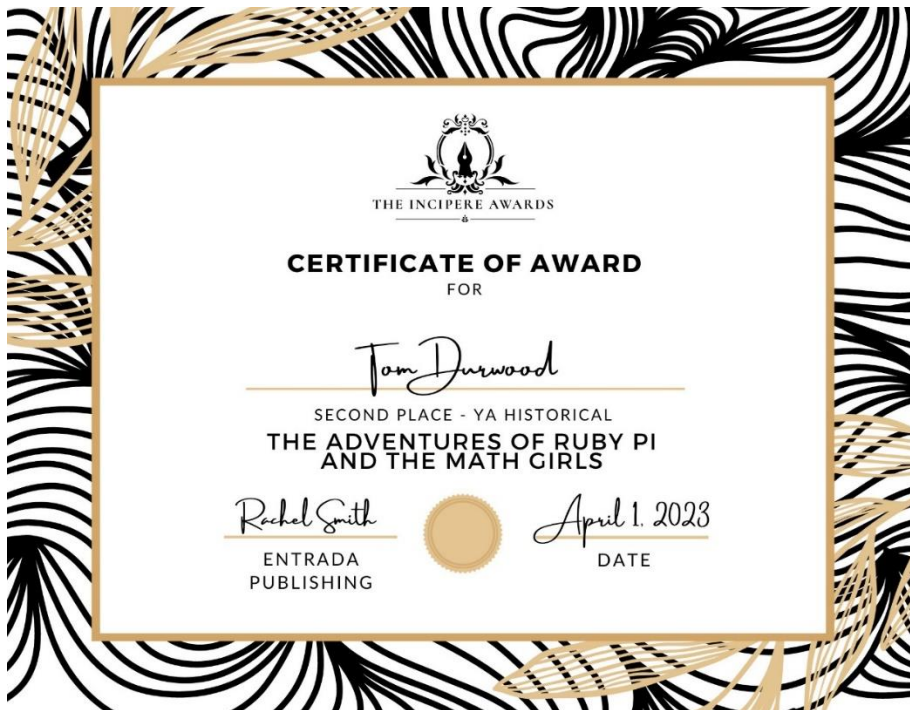 THE INCIPERE AWARDS
CERTIFICATE OF AWARD
FOR
Tom Durwood
SECOND PLACE - YA HISTORICAL
THE ADVENTURES OF RUBY PI
AND THE MATH GIRLS
Rachel Smith
ENTRADA
PUBLISHING
April 1, 2023
DATE